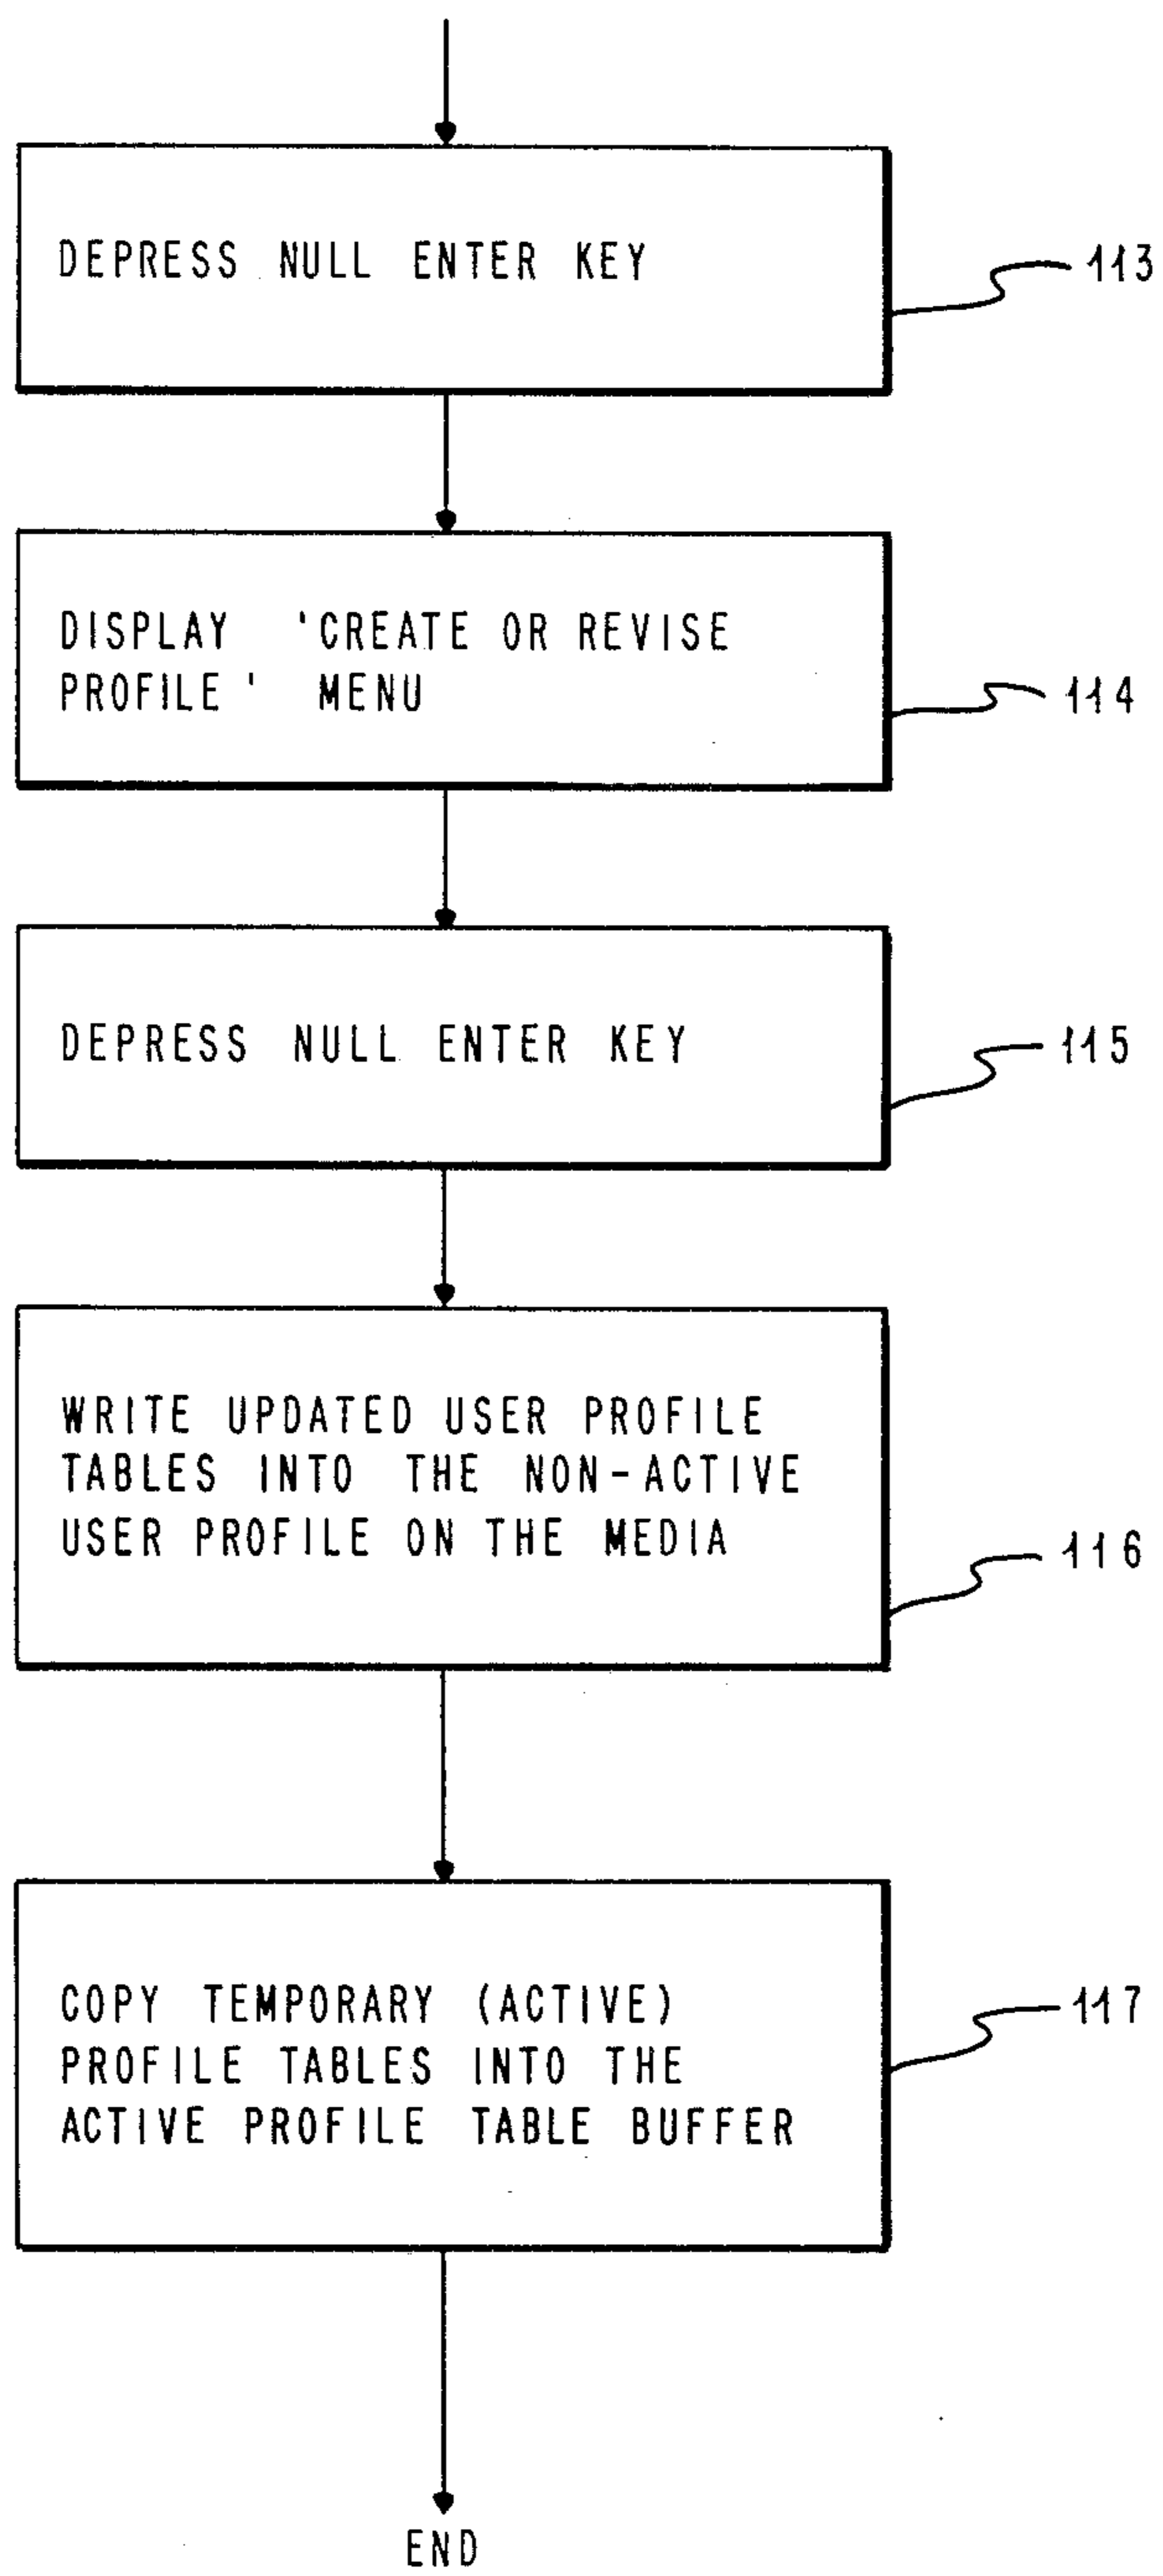 DEPRESS NULL ENTER KEY
113
DISPLAY 'CREATE OR REVISE
PROFILE' MENU
114
DEPRESS NULL ENTER KEY
115
WRITE UPDATED USER PROFILE
TABLES INTO THE NON-ACTIVE
USER PROFILE ON THE MEDIA
116
COPY TEMPORARY (ACTIVE)
PROFILE TABLES INTO THE
ACTIVE PROFILE TABLE BUFFER
117
END